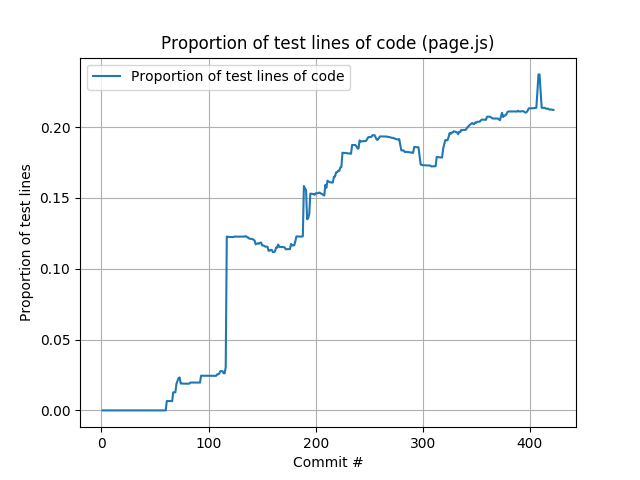 Proportion of test lines of code (page.js)
Proportion of test lines of code
Proportion of test lines
0.20
0.15
0.10
0.05
0.00
0
100
200
300
400
Commit #